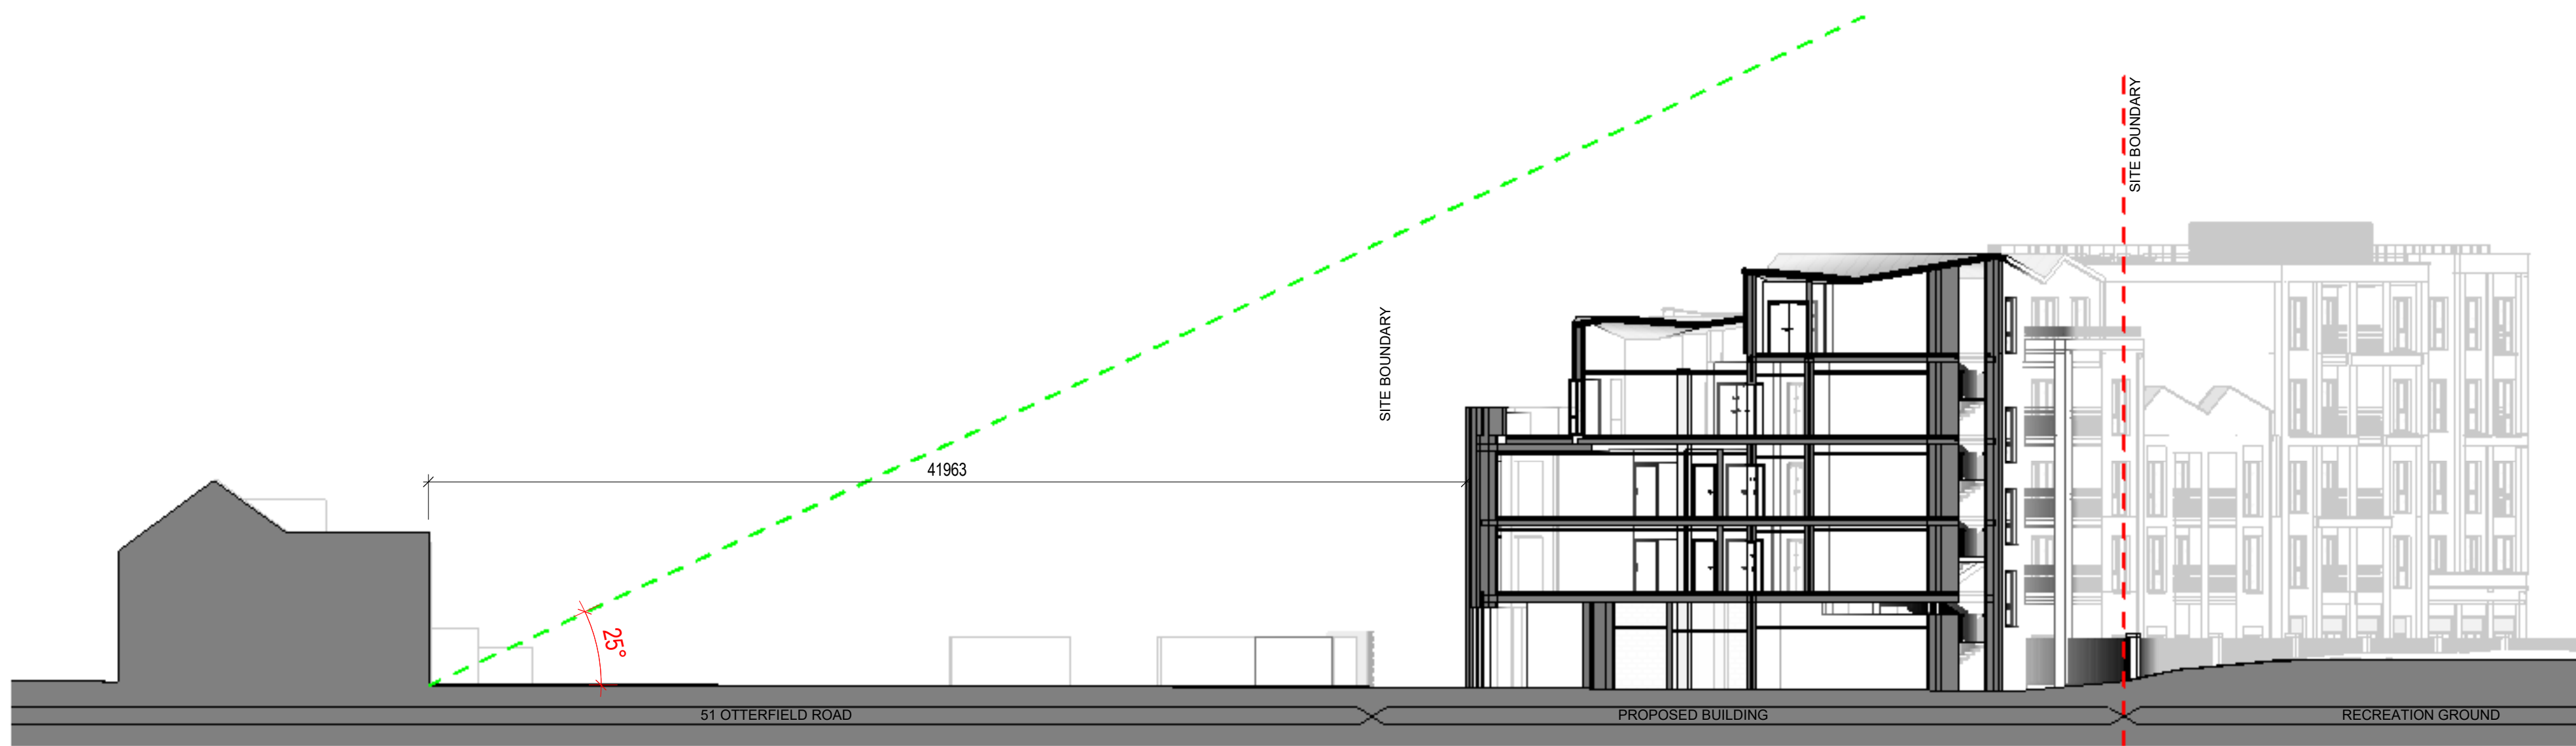 SITE BOUNDARY
SITE BOUNDARY
41963
25°
51 OTTERFIELD ROAD
PROPOSED BUILDING
RECREATION GROUND